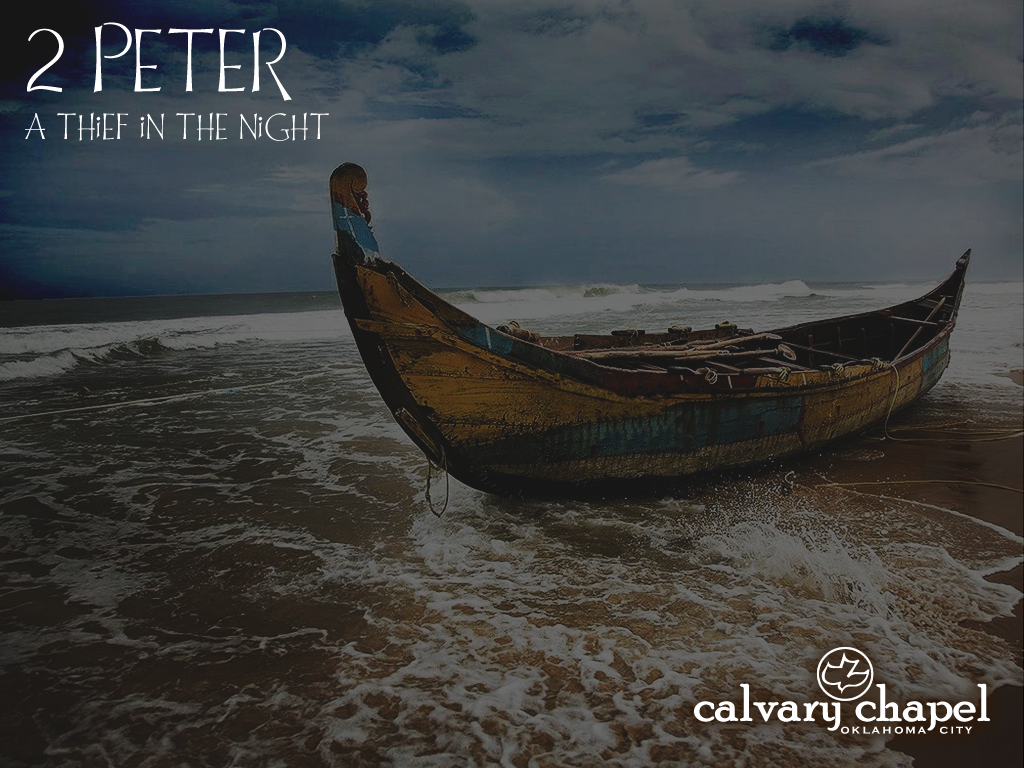 2 PETER
A THiEF iN THE NiGHT
calvary chapel
OKLAHOMA CITY